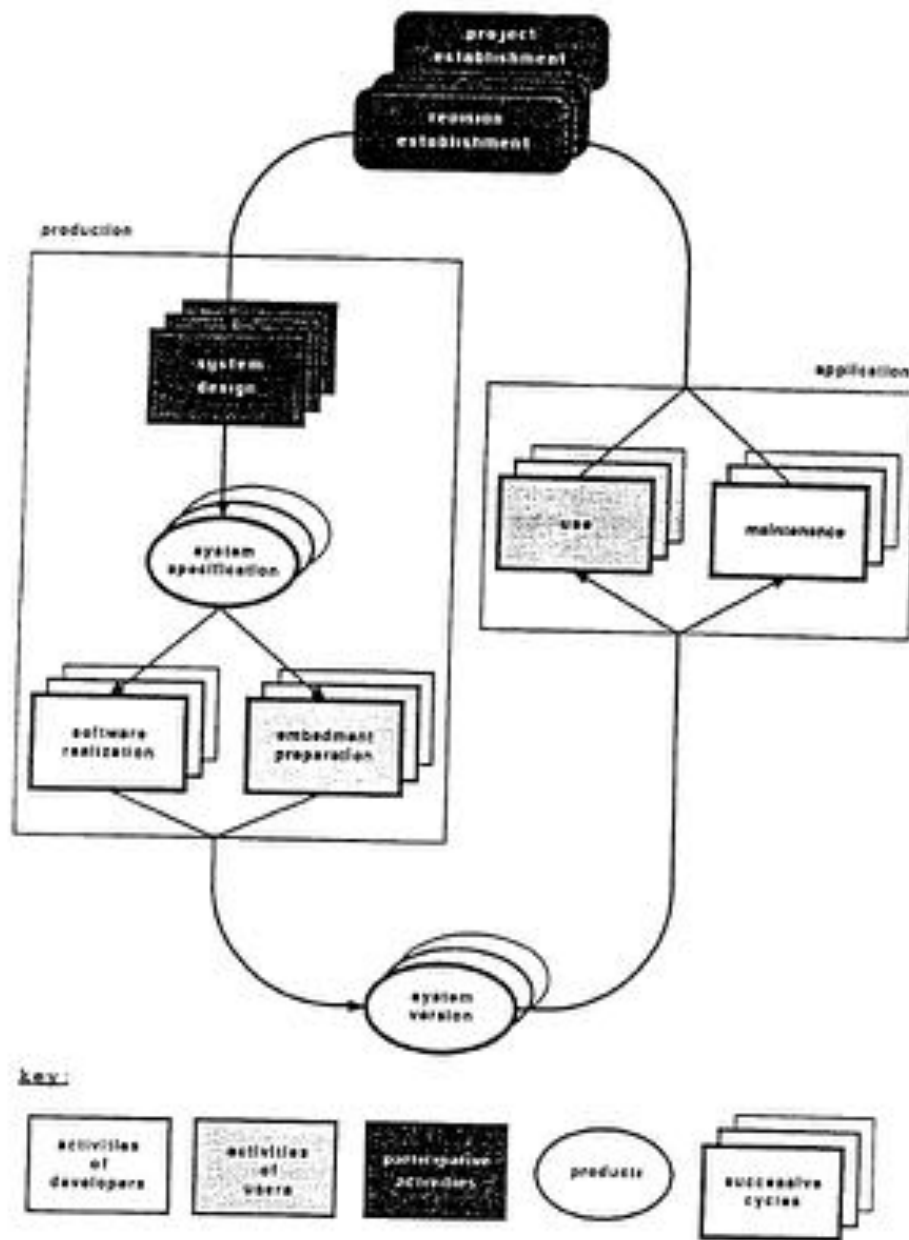 project
establishment
revision
establishment
production
system
design
application
use
maintenance
system
specification
software
realization
embedment
preparation
system
version
key:
activities
of
developers
activities
of
users
participative
activities
products
successive
cycles